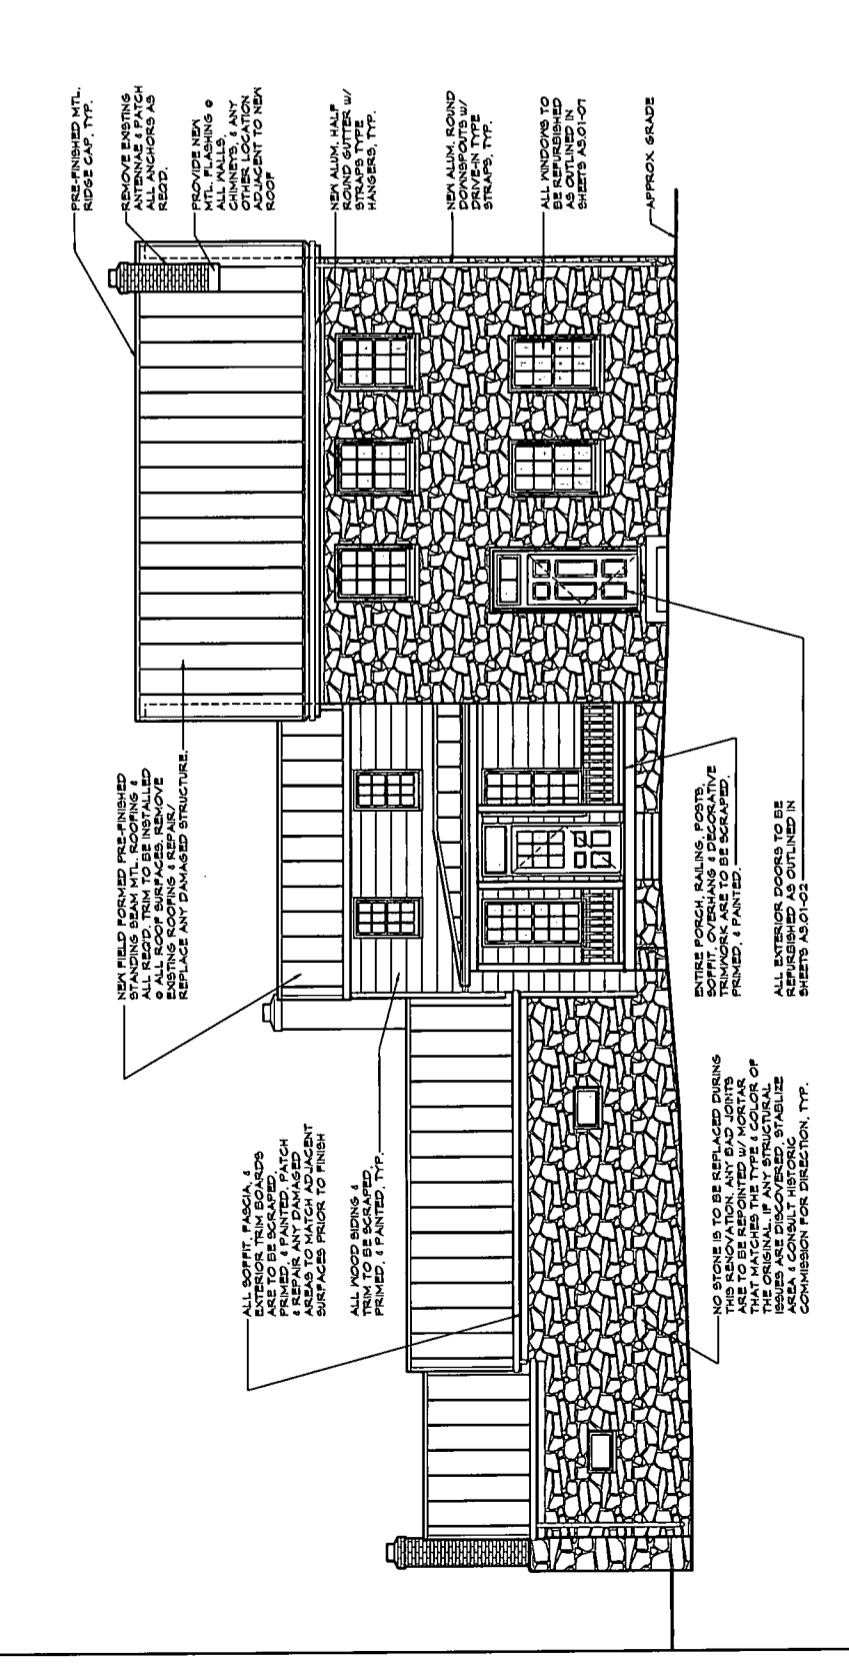 PRE-FINISHED MTL.
RIDGE CAP, TYP.
REMOVE EXISTING
ANTENNAE & PATCH
ALL ANCHORS AS
REQ'D.
PROVIDE NEW
MTL. FLASHING @
ALL WALLS,
CHIMNEYS, & ANY
OTHER LOCATION
ADJACENT TO NEW
ROOF
NEW ALUM. HALF
ROUND GUTTER W/
STRAPS TYPE
HANGERS, TYP.
NEW ALUM. ROUND
DOWNSPOUTS W/
DRIVE-IN TYPE
STRAPS, TYP.
ALL WINDOWS TO
BE REFURBISHED
AS OUTLINED IN
SHEETS A5.01-07
APPROX GRADE
NEW FIELD FORMED PRE-FINISHED
STANDING SEAM MTL. ROOFING &
ALL REQ'D. TRIM TO BE INSTALLED
@ ALL ROOF SURFACES. REMOVE
EXISTING ROOFING & REPAIR/
REPLACE ANY DAMAGED STRUCTURE.
ENTIRE PORCH, RAILING, POSTS,
SOFFIT, OVERHANG & DECORATIVE
TRIMWORK ARE TO BE SCRAPED,
PRIMED, & PAINTED.
ALL EXTERIOR DOORS TO BE
REFURBISHED AS OUTLINED IN
SHEETS A5.01-02
ALL SOFFIT, FASCIA, &
EXTERIOR TRIM BOARDS
ARE TO BE SCRAPED,
PRIMED, & PAINTED. PATCH
& REPAIR ANY DAMAGED
AREAS TO MATCH ADJACENT
SURFACES PRIOR TO FINISH
ALL WOOD SIDING &
TRIM TO BE SCRAPED,
PRIMED, & PAINTED, TYP.
NO STONE IS TO BE REPLACED DURING
THIS RENOVATION. ANY BAD JOINTS
ARE TO BE REPOINTED W/ MORTAR
THAT MATCHES THE TYPE & COLOR OF
THE ORIGINAL. IF ANY STRUCTURAL
ISSUES ARE DISCOVERED, STABLIZE
AREA & CONSULT HISTORIC
COMMISSION FOR DIRECTION, TYP.